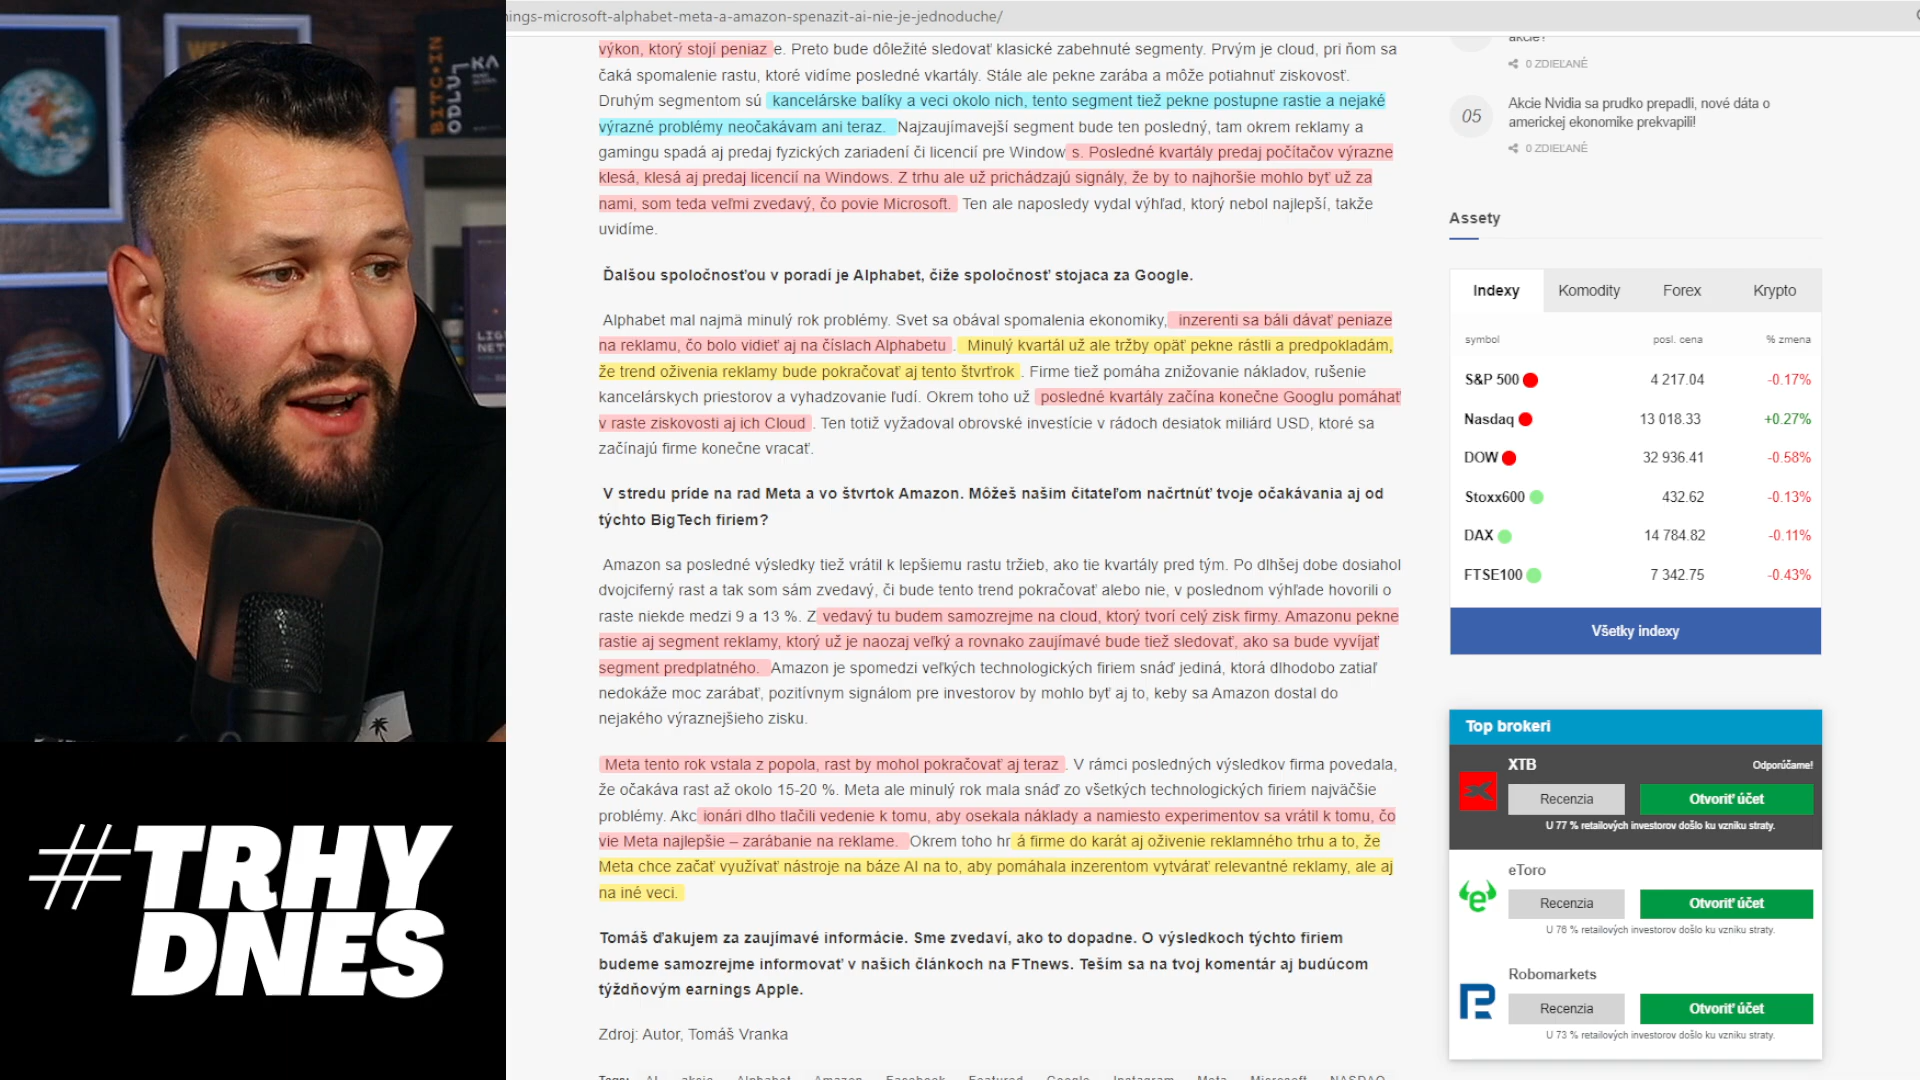 ings-microsoft-alphabet-meta-a-amazon-spenazit-ai-nie-je-jednoduche/
výkon, ktorý stojí peniaz e. Preto bude dôležité sledovať klasické zabehnuté segmenty. Prvým je cloud, pri ňom sa
čaká spomalenie rastu, ktoré vidíme posledné vkartály. Stále ale pekne zarába a môže potiahnuť ziskovosť.
Druhým segmentom sú kancelárske balíky a veci okolo nich, tento segment tiež pekne postupne rastie a nejaké
výrazné problémy neočakávam ani teraz. Najzaujímavejší segment bude ten posledný, tam okrem reklamy a
gamingu spadá aj predaj fyzických zariadení či licencií pre Window s. Posledné kvartály predaj počítačov výrazne
klesá, klesá aj predaj licencií na Windows. Z trhu ale už prichádzajú signály, že by to najhoršie mohlo byť už za
nami, som teda veľmi zvedavý, čo povie Microsoft. Ten ale naposledy vydal výhľad, ktorý nebol najlepší, takže
uvidíme.
Ďalšou spoločnosťou v poradí je Alphabet, čiže spoločnosť stojaca za Google.
Alphabet mal najmä minulý rok problémy. Svet sa obával spomalenia ekonomiky, inzerenti sa báli dávať peniaze
na reklamu, čo bolo vidieť aj na číslach Alphabetu . Minulý kvartál už ale tržby opäť pekne rástli a predpokladám,
že trend oživenia reklamy bude pokračovať aj tento štvrťrok . Firme tiež pomáha znižovanie nákladov, rušenie
kancelárskych priestorov a vyhadzovanie ľudí. Okrem toho už posledné kvartály začína konečne Googlu pomáhať
v raste ziskovosti aj ich Cloud . Ten totiž vyžadoval obrovské investície v rádoch desiatok miliárd USD, ktoré sa
začínajú firme konečne vracať.
V stredu príde na rad Meta a vo štvrtok Amazon. Môžeš našim čitateľom načrtnúť tvoje očakávania aj od
týchto BigTech firiem?
Amazon sa posledné výsledky tiež vrátil k lepšiemu rastu tržieb, ako tie kvartály pred tým. Po dlhšej dobe dosiahol
dvojciferný rast a tak som sám zvedavý, či bude tento trend pokračovať alebo nie, v poslednom výhľade hovorili o
raste niekde medzi 9 a 13 %. Z vedavý tu budem samozrejme na cloud, ktorý tvorí celý zisk firmy. Amazonu pekne
rastie aj segment reklamy, ktorý už je naozaj veľký a rovnako zaujímavé bude tiež sledovať, ako sa bude vyvíjať
segment predplatného. Amazon je spomedzi veľkých technologických firiem snáď jediná, ktorá dlhodobo zatiaľ
nedokáže moc zarábať, pozitívnym signálom pre investorov by mohlo byť aj to, keby sa Amazon dostal do
nejakého výraznejšieho zisku.
Meta tento rok vstala z popola, rast by mohol pokračovať aj teraz . V rámci posledných výsledkov firma povedala,
že očakáva rast až okolo 15-20 %. Meta ale minulý rok mala snáď zo všetkých technologických firiem najväčšie
problémy. Akc ionári dlho tlačili vedenie k tomu, aby osekala náklady a namiesto experimentov sa vrátil k tomu, čo
vie Meta najlepšie – zarábanie na reklame. Okrem toho hr á firme do karát aj oživenie reklamného trhu a to, že
Meta chce začať využívať nástroje na báze AI na to, aby pomáhala inzerentom vytvárať relevantné reklamy, ale aj
na iné veci.
Tomáš ďakujem za zaujímavé informácie. Sme zvedaví, ako to dopadne. O výsledkoch týchto firiem
budeme samozrejme informovať v našich článkoch na FTnews. Teším sa na tvoj komentár aj budúcom
týždňovým earnings Apple.
Zdroj: Autor, Tomáš Vranka
Tags: AI akcie Alphabet Amazon Facebook Featured Google Instagram Meta Microsoft NASDAQ
akcie?
0 ZDIEĽANÉ
05
Akcie Nvidia sa prudko prepadli, nové dáta o
americkej ekonomike prekvapili!
0 ZDIEĽANÉ
Assety
Indexy Komodity Forex Krypto
symbol posl. cena % zmena
S&P 500 4 217.04 -0.17%
Nasdaq 13 018.33 +0.27%
DOW 32 936.41 -0.58%
Stoxx600 432.62 -0.13%
DAX 14 784.82 -0.11%
FTSE100 7 342.75 -0.43%
Všetky indexy
Top brokeri
XTB Odporúčame!
Recenzia Otvoriť účet
U 77 % retailových investorov došlo ku vzniku straty.
eToro
Recenzia Otvoriť účet
U 76 % retailových investorov došlo ku vzniku straty.
Robomarkets
Recenzia Otvoriť účet
U 73 % retailových investorov došlo ku vzniku straty.
#TRHY
DNES